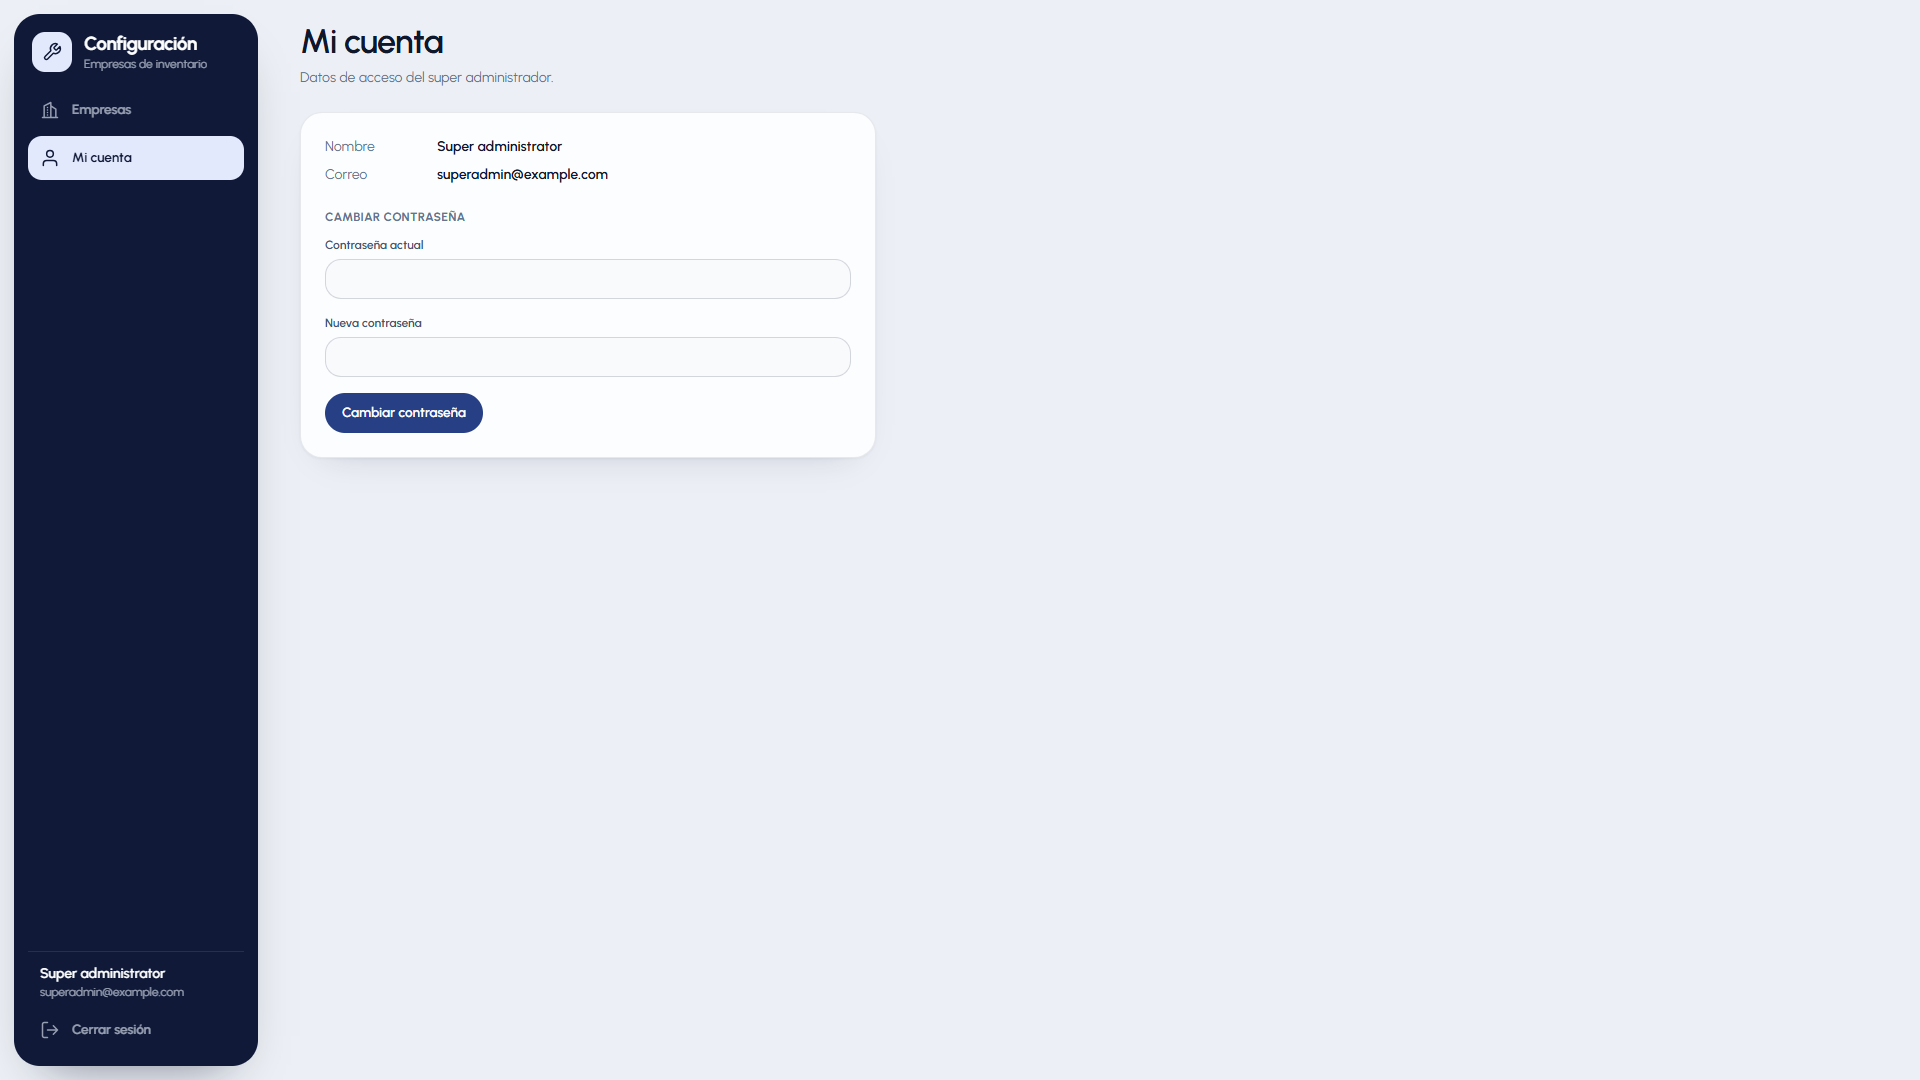 Configuración
Empresas de inventario
Empresas
Mi cuenta
Super administrator
superadmin@example.com
Cerrar sesión
Mi cuenta
Datos de acceso del super administrador.
Nombre Super administrator
Correo superadmin@example.com
CAMBIAR CONTRASEÑA
Contraseña actual
Nueva contraseña
Cambiar contraseña